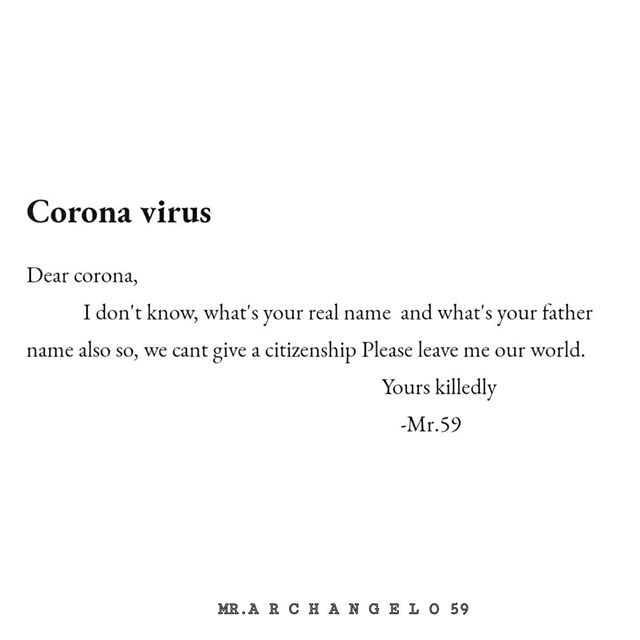 Corona virus
Dear corona,
I don't know, what's your real name and what's your father
name also so, we cant give a citizenship Please leave me our world.
Yours killedly
-Mr.59
MR.A R C H A N G E L O 59